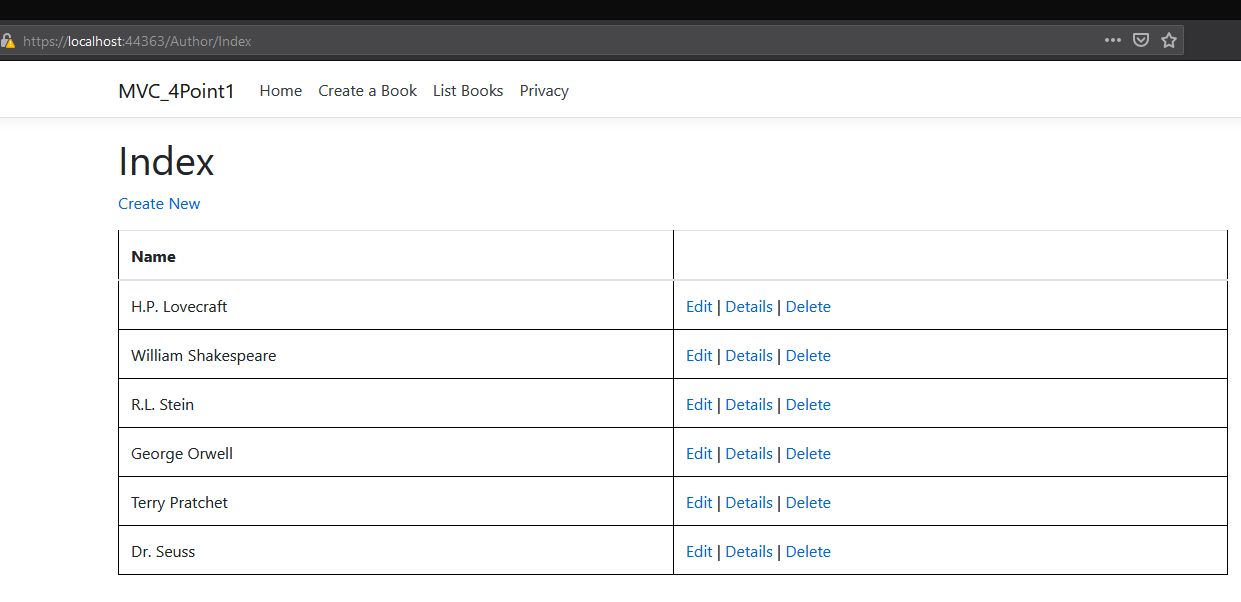 https://localhost:44363/Author/Index
MVC_4Point1 Home Create a Book List Books Privacy
Index
Create New
Name
H.P. Lovecraft Edit | Details | Delete
William Shakespeare Edit | Details | Delete
R.L. Stein Edit | Details | Delete
George Orwell Edit | Details | Delete
Terry Pratchet Edit | Details | Delete
Dr. Seuss Edit | Details | Delete